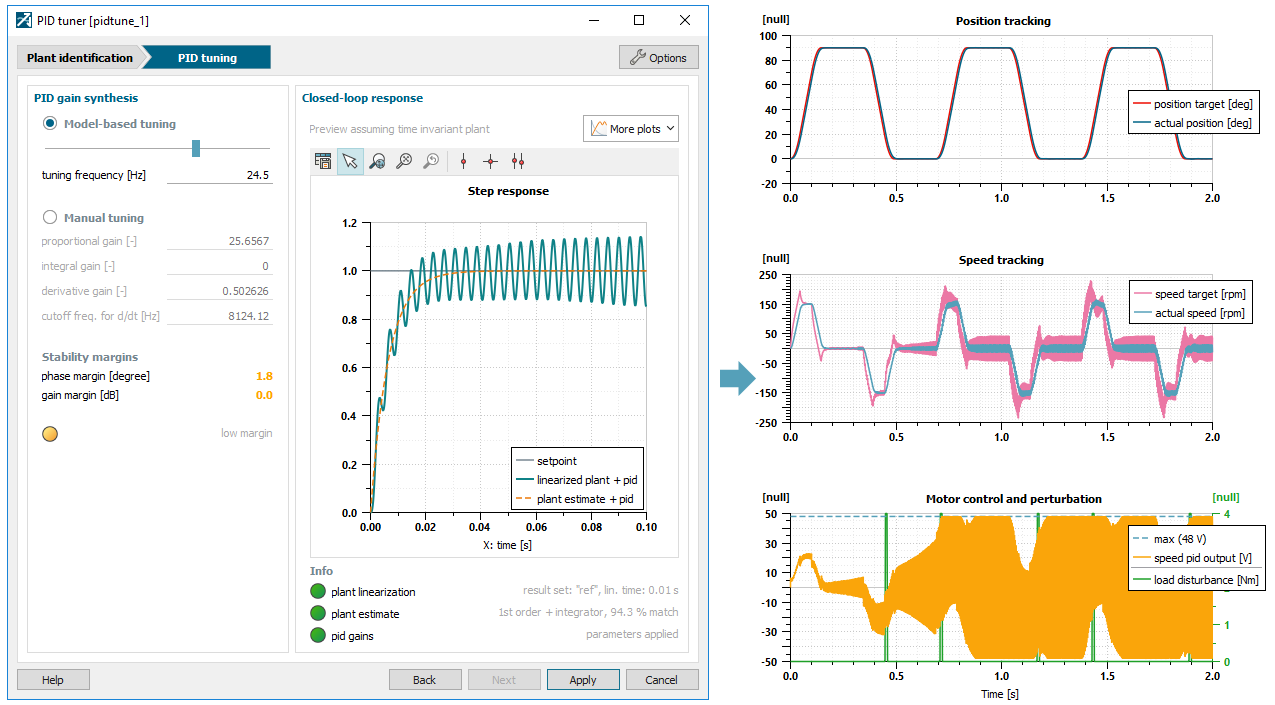 PID tuner [pidtune_1]
Plant identification
PID tuning
Options
PID gain synthesis
Model-based tuning
tuning frequency [Hz] 24.5
Manual tuning
proportional gain [-] 25.6567
integral gain [-] 0
derivative gain [-] 0.502626
cutoff freq. for d/dt [Hz] 8124.12
Stability margins
phase margin [degree] 1.8
gain margin [dB] 0.0
low margin
Closed-loop response
Preview assuming time invariant plant
More plots
Step response
1.2
1.0
0.8
0.6
0.4
0.2
0.0
setpoint
linearized plant + pid
plant estimate + pid
0.00 0.02 0.04 0.06 0.08 0.10
X: time [s]
Info
plant linearization result set: "ref", lin. time: 0.01 s
plant estimate 1st order + integrator, 94.3 % match
pid gains parameters applied
Help
Back
Next
Apply
Cancel
[null]
Position tracking
100
80
60
40
20
0
-20
position target [deg]
actual position [deg]
0.0 0.5 1.0 1.5 2.0
[null]
Speed tracking
250
150
50
-50
-150
-250
speed target [rpm]
actual speed [rpm]
0.0 0.5 1.0 1.5 2.0
[null]
Motor control and perturbation
[null]
50
30
10
-10
-30
-50
4
1
0
max (48 V)
speed pid output [V]
load disturbance [Nm]
0.0 0.5 1.0 1.5 2.0
Time [s]